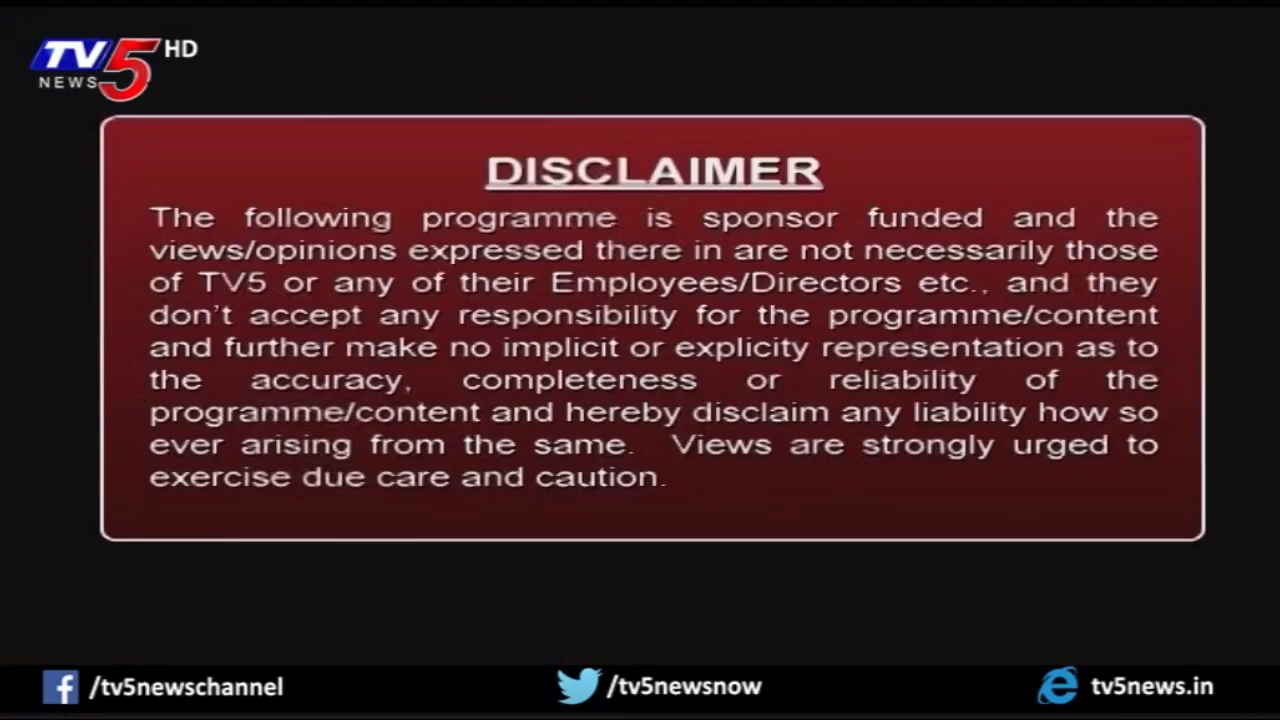 TV5 HD
NEWS
DISCLAIMER
The following programme is sponsor funded and the
views/opinions expressed there in are not necessarily those
of TV5 or any of their Employees/Directors etc., and they
don't accept any responsibility for the programme/content
and further make no implicit or explicity representation as to
the accuracy, completeness or reliability of the
programme/content and hereby disclaim any liability how so
ever arising from the same. Views are strongly urged to
exercise due care and caution.
/tv5newschannel
/tv5newsnow
tv5news.in